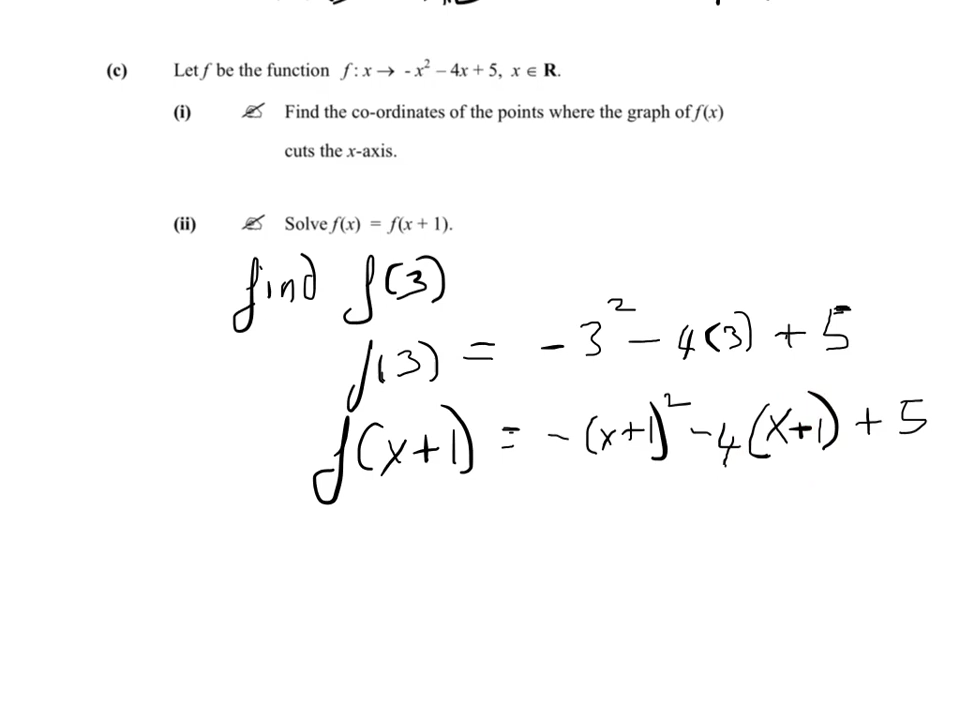 (c) Let f be the function f : x → - x² – 4x + 5, x ∈ R.
(i) Find the co-ordinates of the points where the graph of f(x)
cuts the x-axis.
(ii) Solve f(x) = f(x + 1).
find f(3)
f(3) = - 3² - 4(3) + 5
f(x+1) = - (x+1)² - 4(x+1) + 5